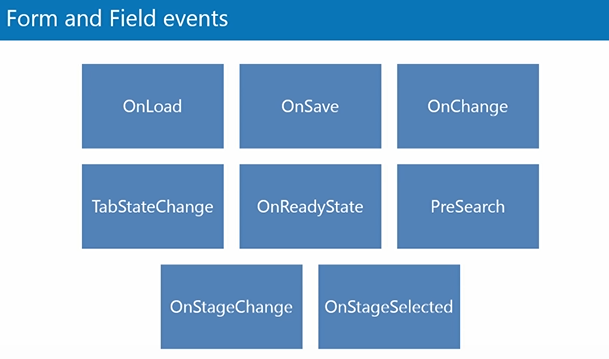 Form and Field events
OnLoad
OnSave
OnChange
TabStateChange
OnReadyState
PreSearch
OnStageChange
OnStageSelected